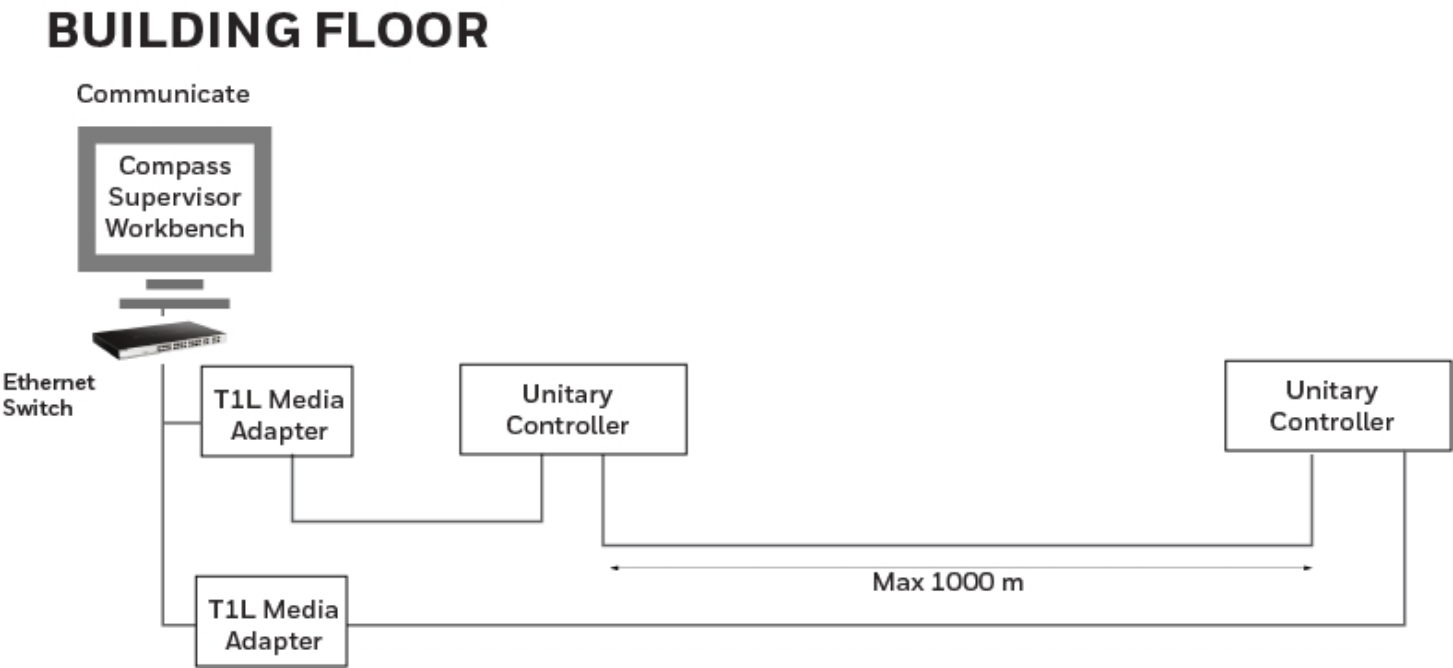 BUILDING FLOOR
Communicate
Compass
Supervisor
Workbench
Ethernet
Switch
T1L Media
Adapter
Unitary
Controller
Unitary
Controller
Max 1000 m
T1L Media
Adapter